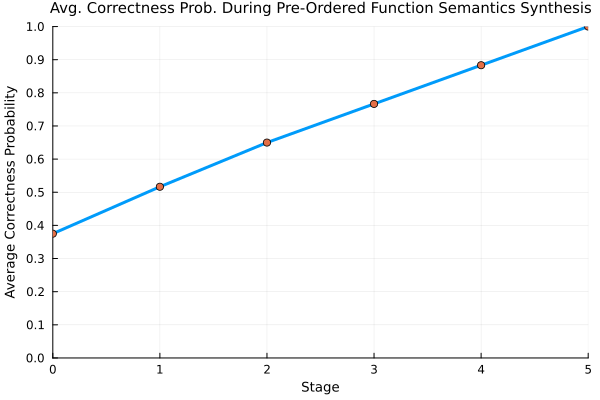 Avg. Correctness Prob. During Pre-Ordered Function Semantics Synthesis
Average Correctness Probability
1.0
0.9
0.8
0.7
0.6
0.5
0.4
0.3
0.2
0.1
0.0
0 1 2 3 4 5
Stage